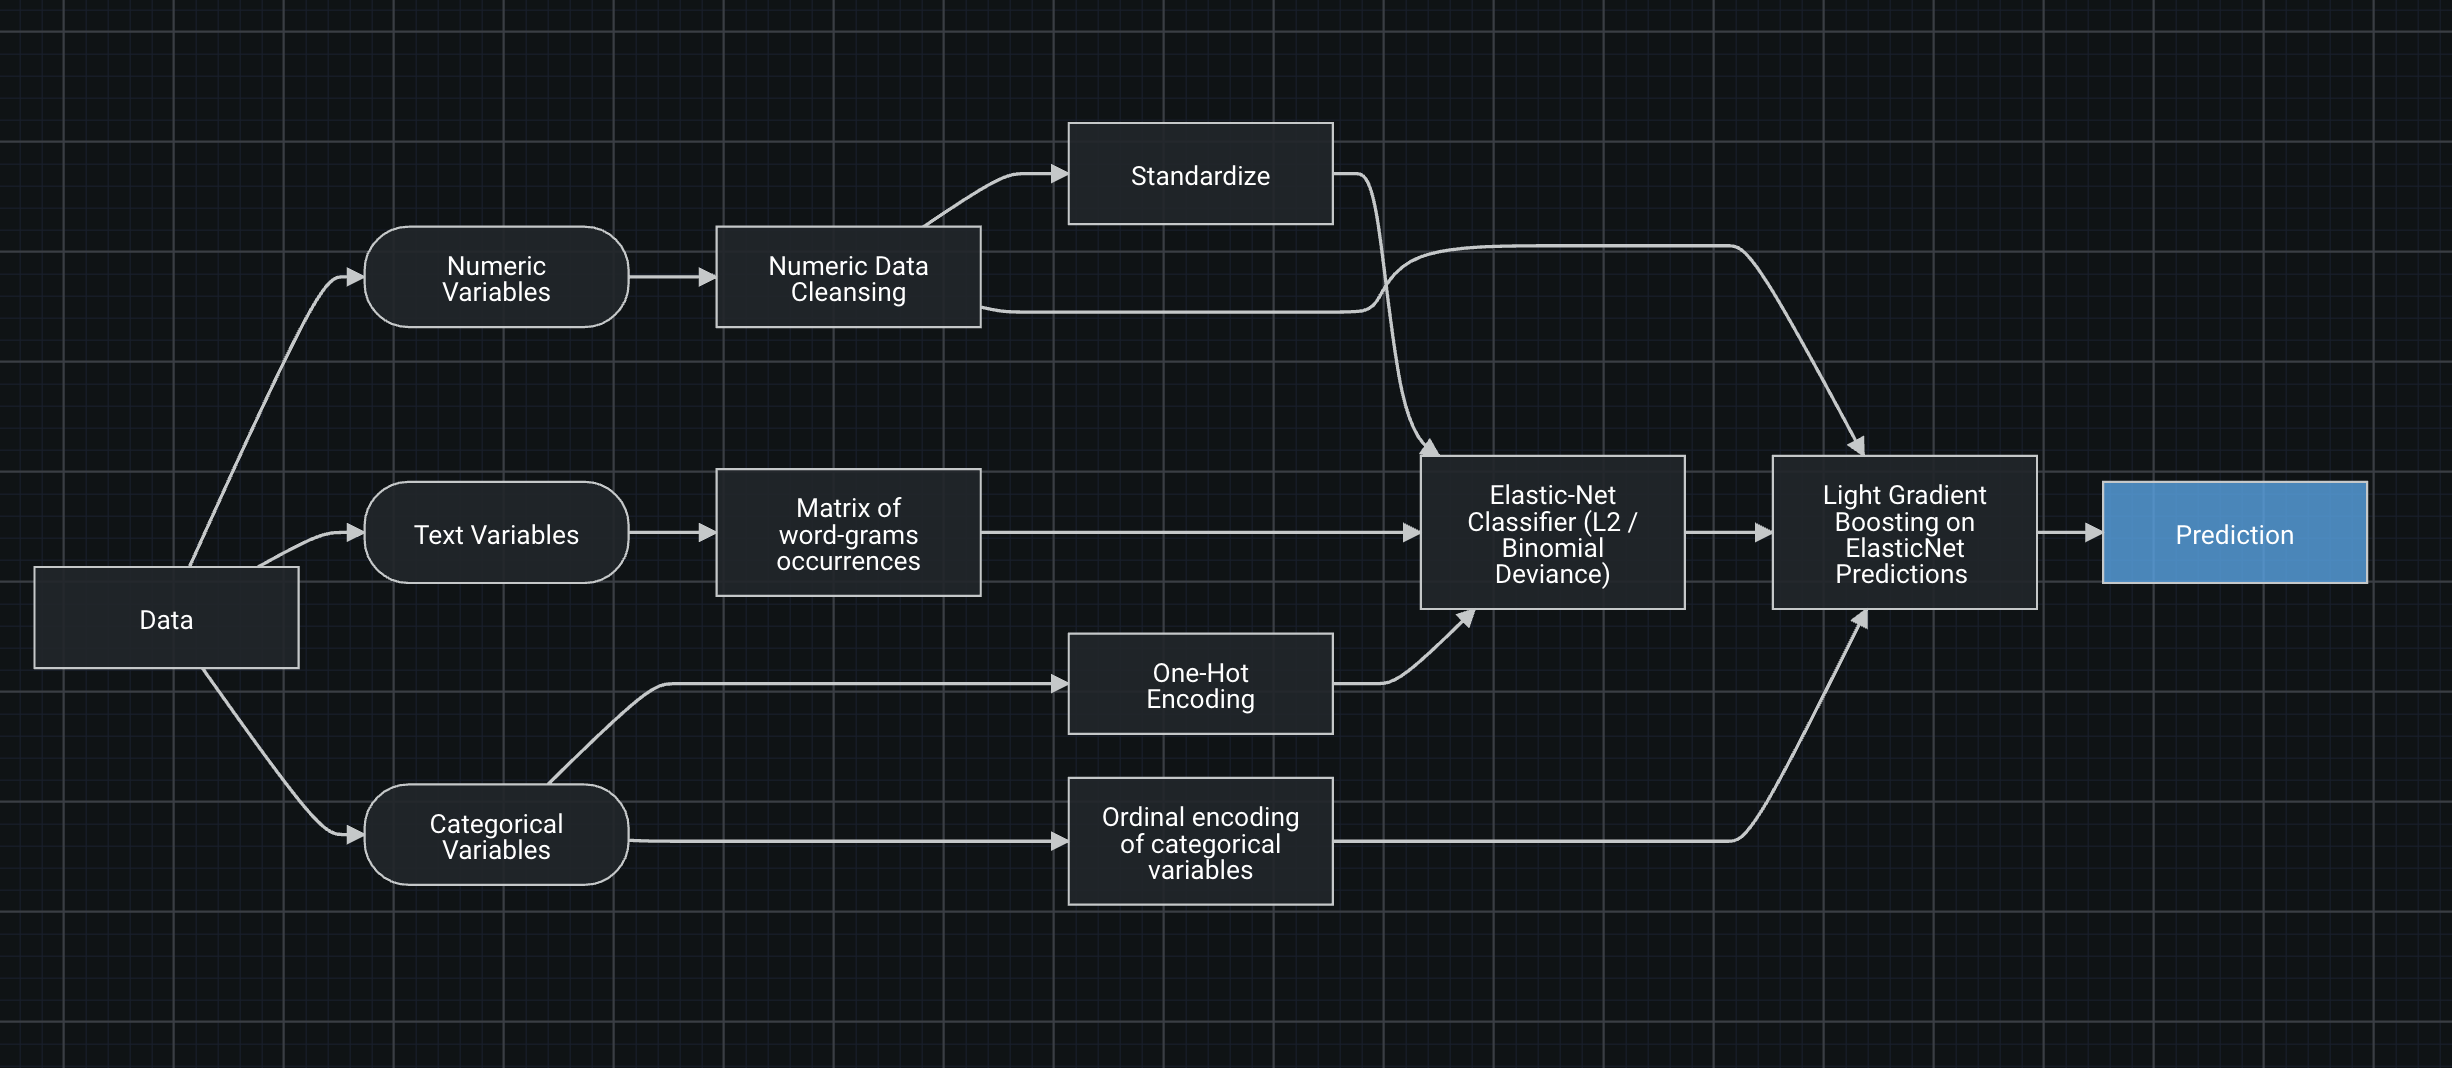 Standardize
Numeric
Variables
Numeric Data
Cleansing
Text Variables
Matrix of
word-grams
occurrences
Elastic-Net
Classifier (L2 /
Binomial
Deviance)
Light Gradient
Boosting on
ElasticNet
Predictions
Prediction
Data
One-Hot
Encoding
Categorical
Variables
Ordinal encoding
of categorical
variables